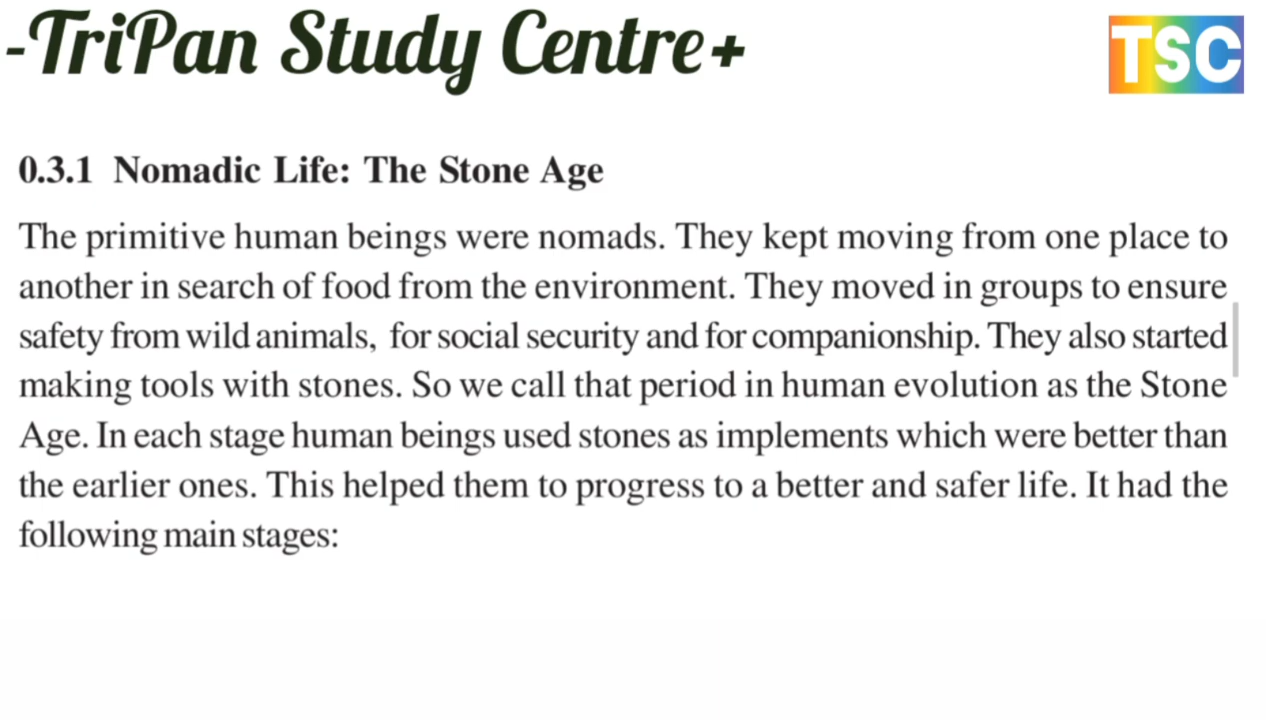 -TriPan Study Centre+
TSC
0.3.1 Nomadic Life: The Stone Age
The primitive human beings were nomads. They kept moving from one place to
another in search of food from the environment. They moved in groups to ensure
safety from wild animals, for social security and for companionship. They also started
making tools with stones. So we call that period in human evolution as the Stone
Age. In each stage human beings used stones as implements which were better than
the earlier ones. This helped them to progress to a better and safer life. It had the
following main stages: